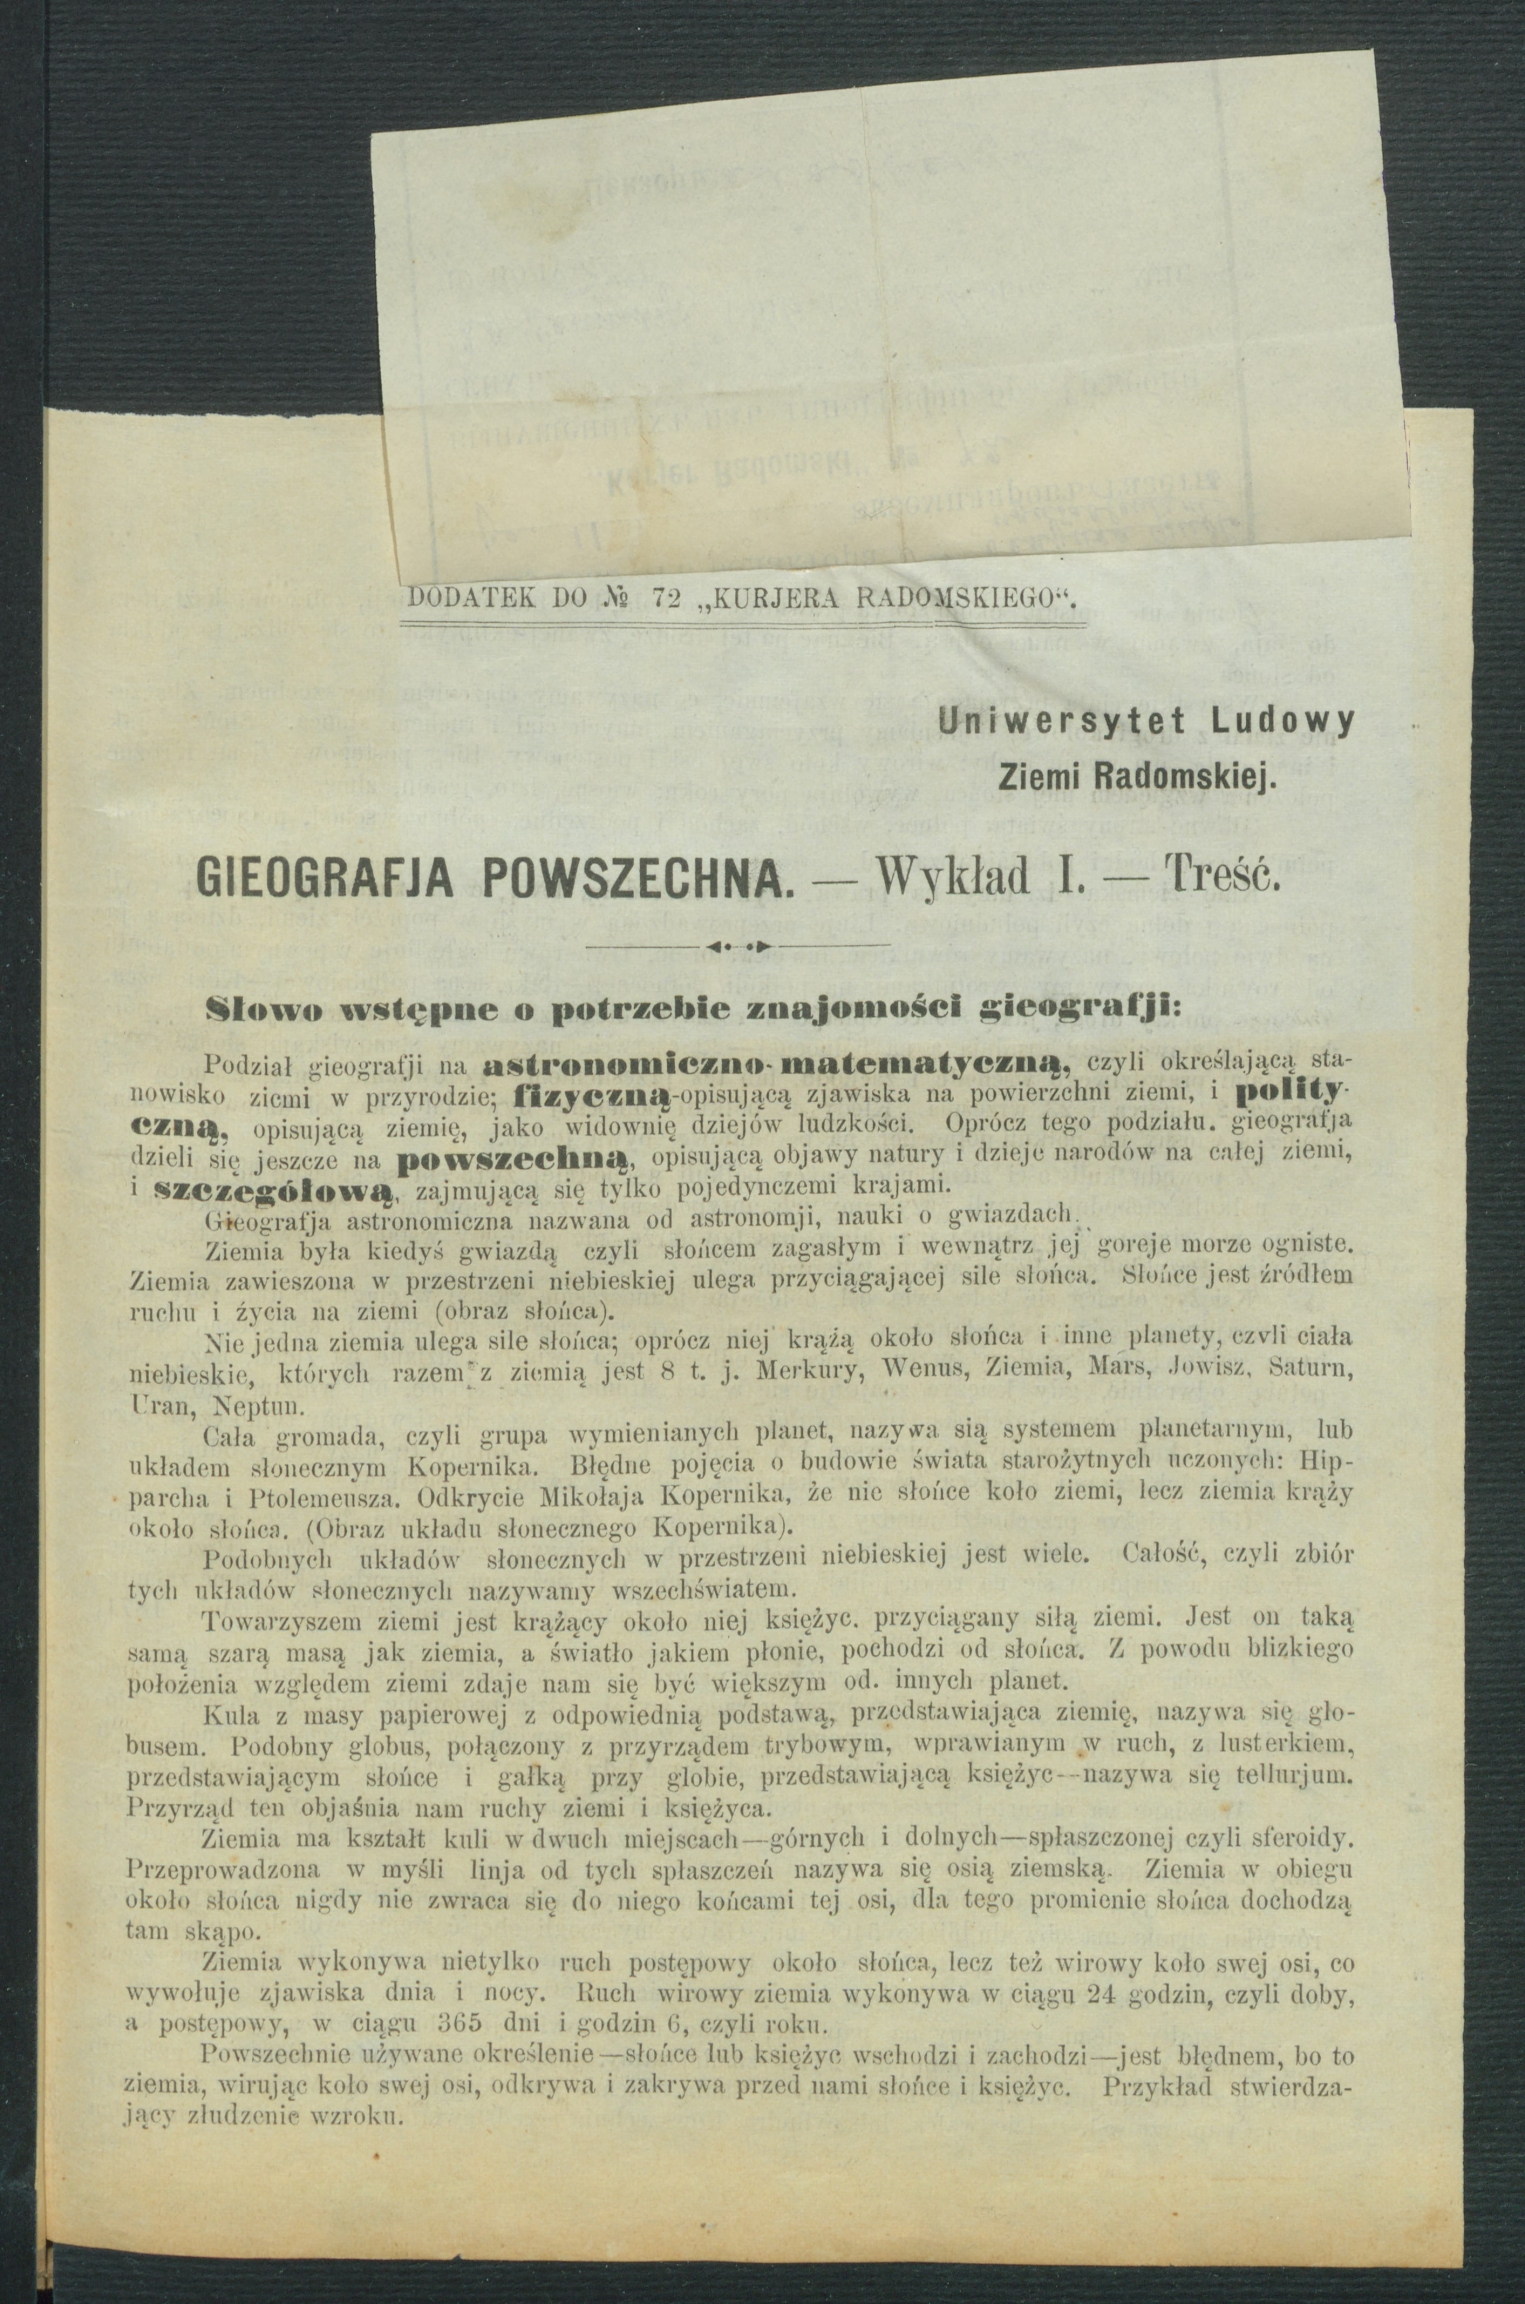 DODATEK DO № 72 „KURJERA RADOMSKIEGO“.
Uniwersytet Ludowy
Ziemi Radomskiej.
GIEOGRAFJA POWSZECHNA. — Wykład I. — Treść.
Słowo wstępne o potrzebie znajomości gieografji:
Podział gieografji na astronomiczno-matematyczną, czyli określającą sta-
nowisko ziemi w przyrodzie; fizyczną-opisującą zjawiska na powierzchni ziemi, i polity-
czną, opisującą ziemię, jako widownię dziejów ludzkości. Oprócz tego podziału. gieografja
dzieli się jeszcze na powszechną, opisującą objawy natury i dzieje narodów na całej ziemi,
i szczegółową, zajmującą się tylko pojedynczemi krajami.
Gieografja astronomiczna nazwana od astronomji, nauki o gwiazdach.
Ziemia była kiedyś gwiazdą czyli słońcem zagasłym i wewnątrz jej goreje morze ogniste.
Ziemia zawieszona w przestrzeni niebieskiej ulega przyciągającej sile słońca. Słońce jest źródłem
ruchu i życia na ziemi (obraz słońca).
Nie jedna ziemia ulega sile słońca; oprócz niej krążą około słońca i inne planety, czyli ciała
niebieskie, których razem z ziemią jest 8 t. j. Merkury, Wenus, Ziemia, Mars, Jowisz, Saturn,
Uran, Neptun.
Cała gromada, czyli grupa wymienianych planet, nazywa sią systemem planetarnym, lub
układem słonecznym Kopernika. Błędne pojęcia o budowie świata starożytnych uczonych: Hip-
parcha i Ptolemeusza. Odkrycie Mikołaja Kopernika, że nie słońce koło ziemi, lecz ziemia krąży
około słońca. (Obraz układu słonecznego Kopernika).
Podobnych układów słonecznych w przestrzeni niebieskiej jest wiele. Całość, czyli zbiór
tych układów słonecznych nazywamy wszechświatem.
Towarzyszem ziemi jest krążący około niej księżyc. przyciągany siłą ziemi. Jest on taką
samą szarą masą jak ziemia, a światło jakiem płonie, pochodzi od słońca. Z powodu blizkiego
położenia względem ziemi zdaje nam się być większym od. innych planet.
Kula z masy papierowej z odpowiednią podstawą, przedstawiająca ziemię, nazywa się glo-
busem. Podobny globus, połączony z przyrządem trybowym, wprawianym w ruch, z lusterkiem,
przedstawiającym słońce i gałką przy globie, przedstawiającą księżyc--nazywa się tellurjum.
Przyrząd ten objaśnia nam ruchy ziemi i księżyca.
Ziemia ma kształt kuli w dwuch miejscach—górnych i dolnych—spłaszczonej czyli sferoidy.
Przeprowadzona w myśli linja od tych spłaszczeń nazywa się osią ziemską. Ziemia w obiegu
około słońca nigdy nie zwraca się do niego końcami tej osi, dla tego promienie słońca dochodzą
tam skąpo.
Ziemia wykonywa nietylko ruch postępowy około słońca, lecz też wirowy koło swej osi, co
wywołuje zjawiska dnia i nocy. Ruch wirowy ziemia wykonywa w ciągu 24 godzin, czyli doby,
a postępowy, w ciągu 365 dni i godzin 6, czyli roku.
Powszechnie używane określenie—słońce lub księżyc wschodzi i zachodzi—jest błędnem, bo to
ziemia, wirując koło swej osi, odkrywa i zakrywa przed nami słońce i księżyc. Przykład stwierdza-
jący złudzenie wzroku.